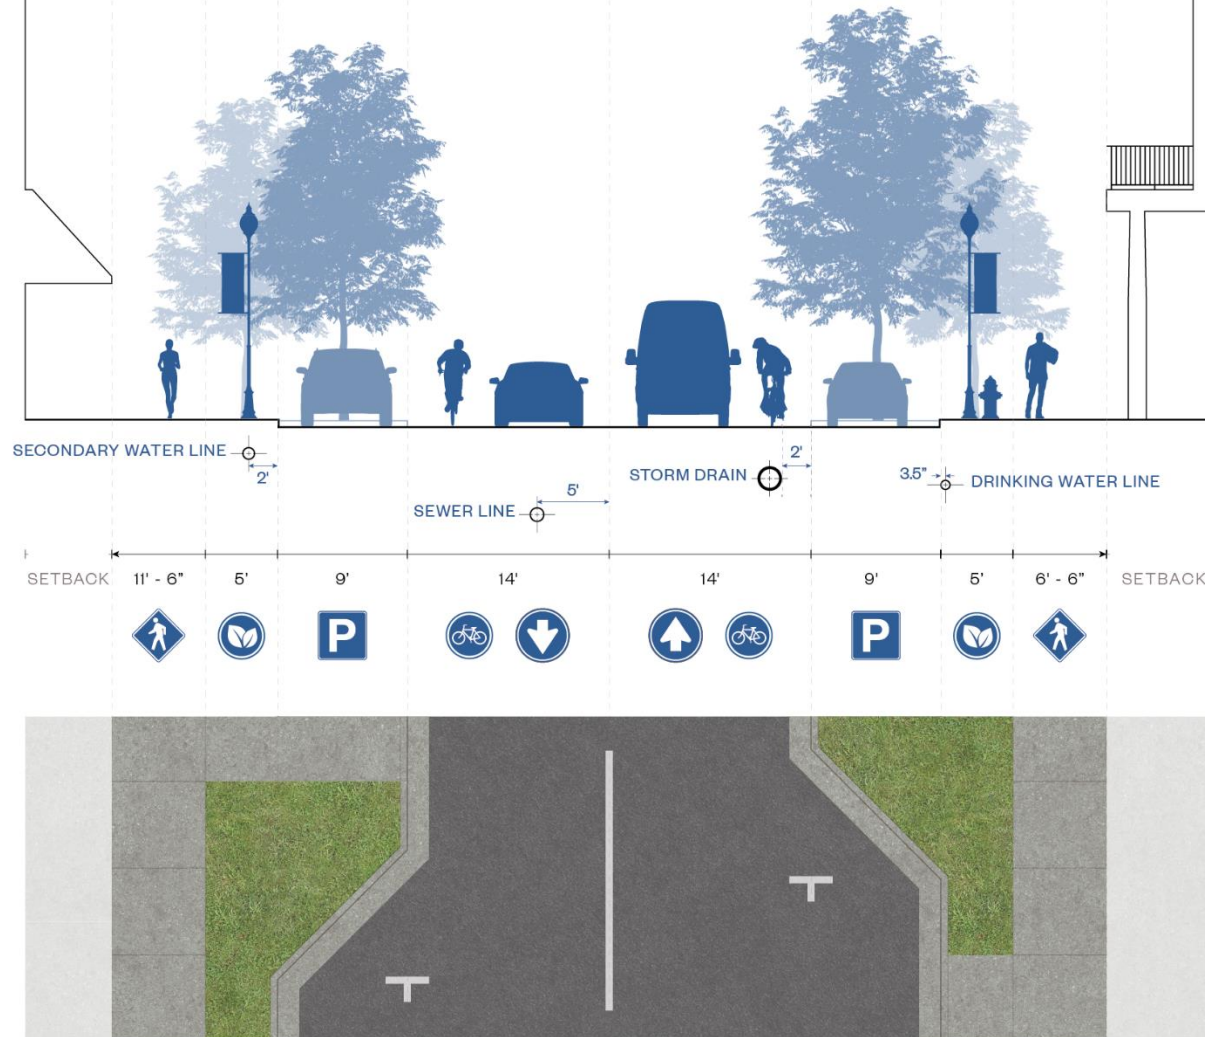 SECONDARY WATER LINE
2'
SEWER LINE
5'
STORM DRAIN
2'
3.5"
DRINKING WATER LINE
SETBACK 11' - 6" 5' 9' 14' 14' 9' 5' 6' - 6" SETBACK
P P